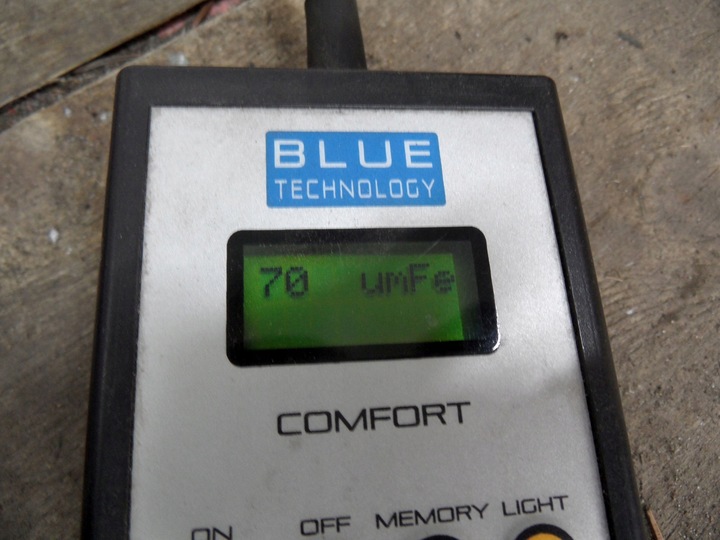 BLUE
TECHNOLOGY
70 umFe
COMFORT
ON OFF MEMORY LIGHT